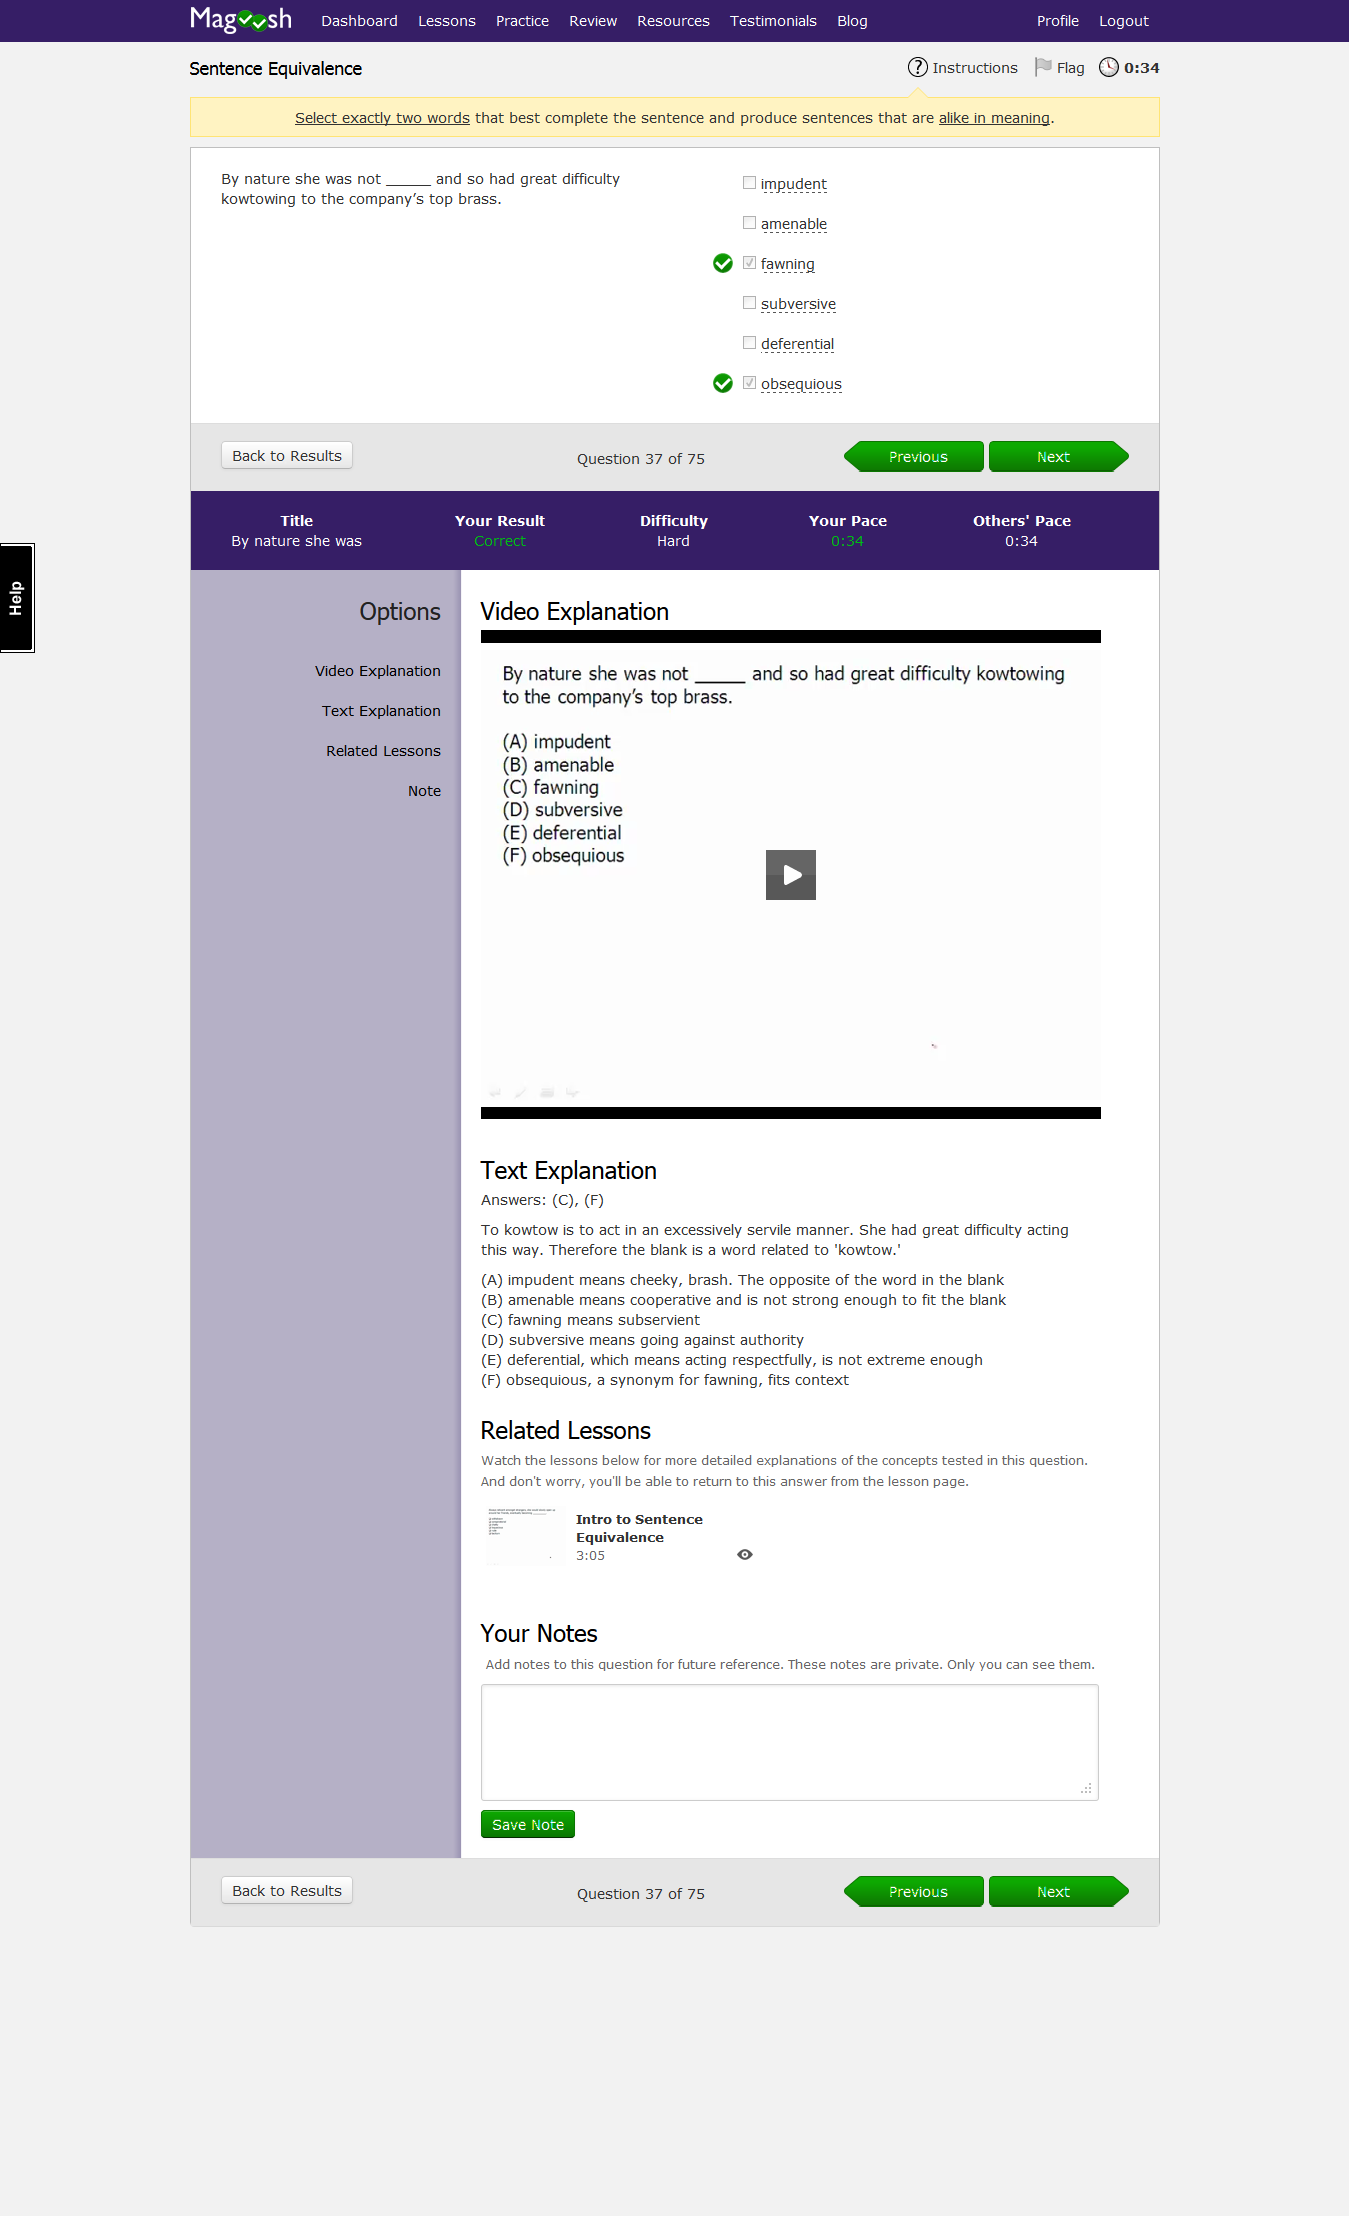 Magoosh Dashboard Lessons Practice Review Resources Testimonials Blog Profile Logout
Sentence Equivalence Instructions Flag 0:34
Select exactly two words that best complete the sentence and produce sentences that are alike in meaning.
By nature she was not _____ and so had great difficulty
kowtowing to the company’s top brass.
impudent
amenable
fawning
subversive
deferential
obsequious
Back to Results Question 37 of 75 Previous Next
Title Your Result Difficulty Your Pace Others' Pace
By nature she was Correct Hard 0:34 0:34
Help
Options
Video Explanation
Text Explanation
Related Lessons
Note
Video Explanation
By nature she was not _____ and so had great difficulty kowtowing
to the company’s top brass.
(A) impudent
(B) amenable
(C) fawning
(D) subversive
(E) deferential
(F) obsequious
Text Explanation
Answers: (C), (F)
To kowtow is to act in an excessively servile manner. She had great difficulty acting
this way. Therefore the blank is a word related to 'kowtow.'
(A) impudent means cheeky, brash. The opposite of the word in the blank
(B) amenable means cooperative and is not strong enough to fit the blank
(C) fawning means subservient
(D) subversive means going against authority
(E) deferential, which means acting respectfully, is not extreme enough
(F) obsequious, a synonym for fawning, fits context
Related Lessons
Watch the lessons below for more detailed explanations of the concepts tested in this question.
And don't worry, you'll be able to return to this answer from the lesson page.
Intro to Sentence
Equivalence
3:05
Your Notes
Add notes to this question for future reference. These notes are private. Only you can see them.
Save Note
Back to Results Question 37 of 75 Previous Next